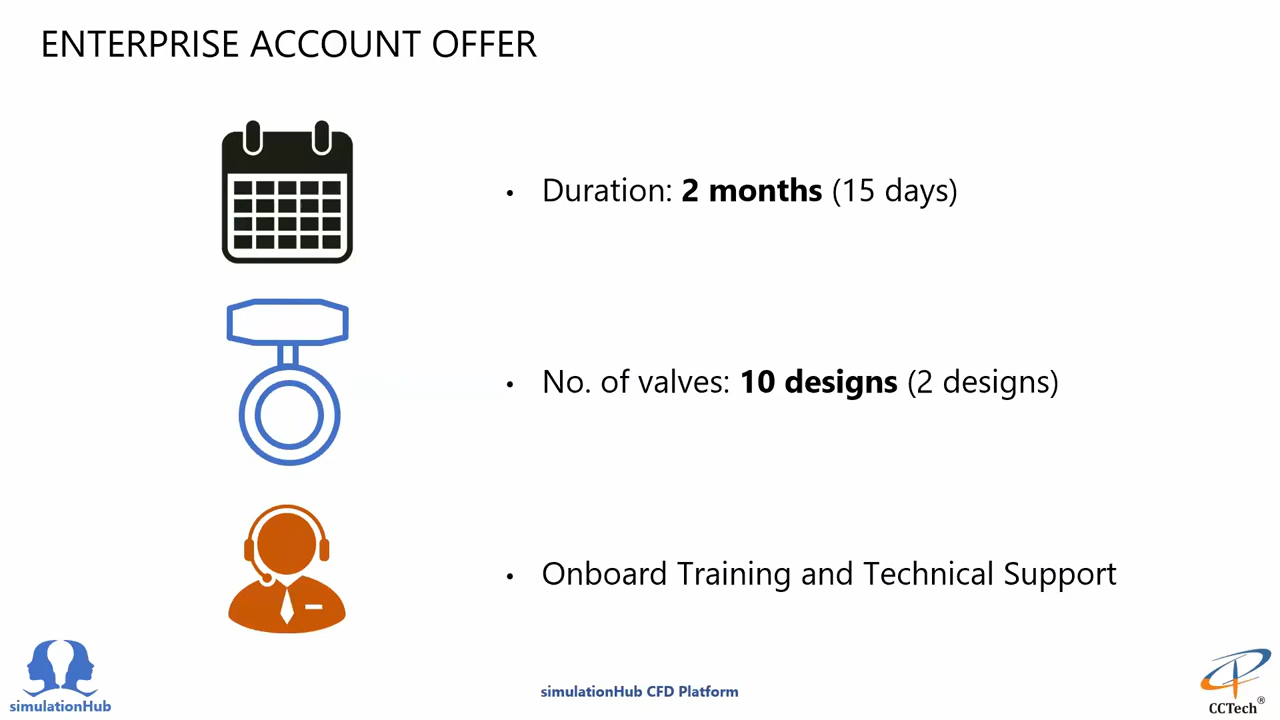 ENTERPRISE ACCOUNT OFFER
• Duration: 2 months (15 days)
• No. of valves: 10 designs (2 designs)
• Onboard Training and Technical Support
simulationHub
simulationHub CFD Platform
CCTech®